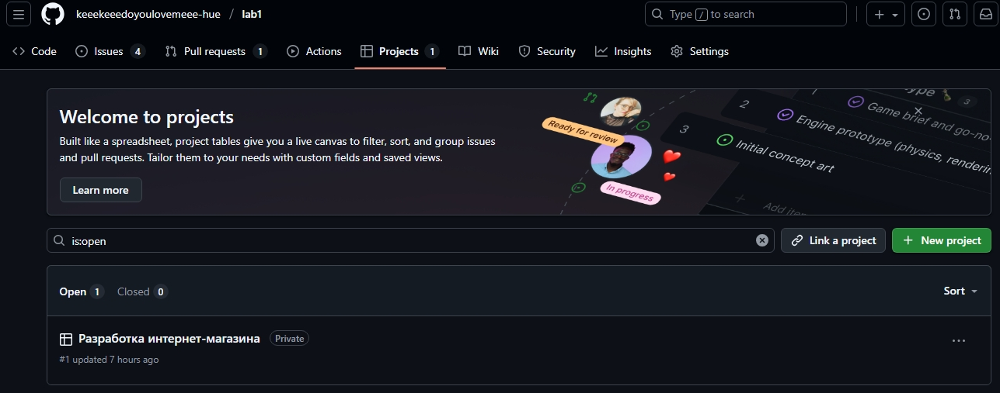 keeekeeedoyoulovemeee-hue / lab1
Type / to search
Code Issues 4 Pull requests 1 Actions Projects 1 Wiki Security Insights Settings
Welcome to projects
Built like a spreadsheet, project tables give you a live canvas to filter, sort, and group issues
and pull requests. Tailor them to your needs with custom fields and saved views.
Learn more
Ready for review
In progress
ype 3
1 Game brief and go-no-
2 Engine prototype (physics, renderin
3 Initial concept art
+ Add item
is:open
Link a project
New project
Open 1 Closed 0
Sort
Разработка интернет-магазина Private
#1 updated 7 hours ago